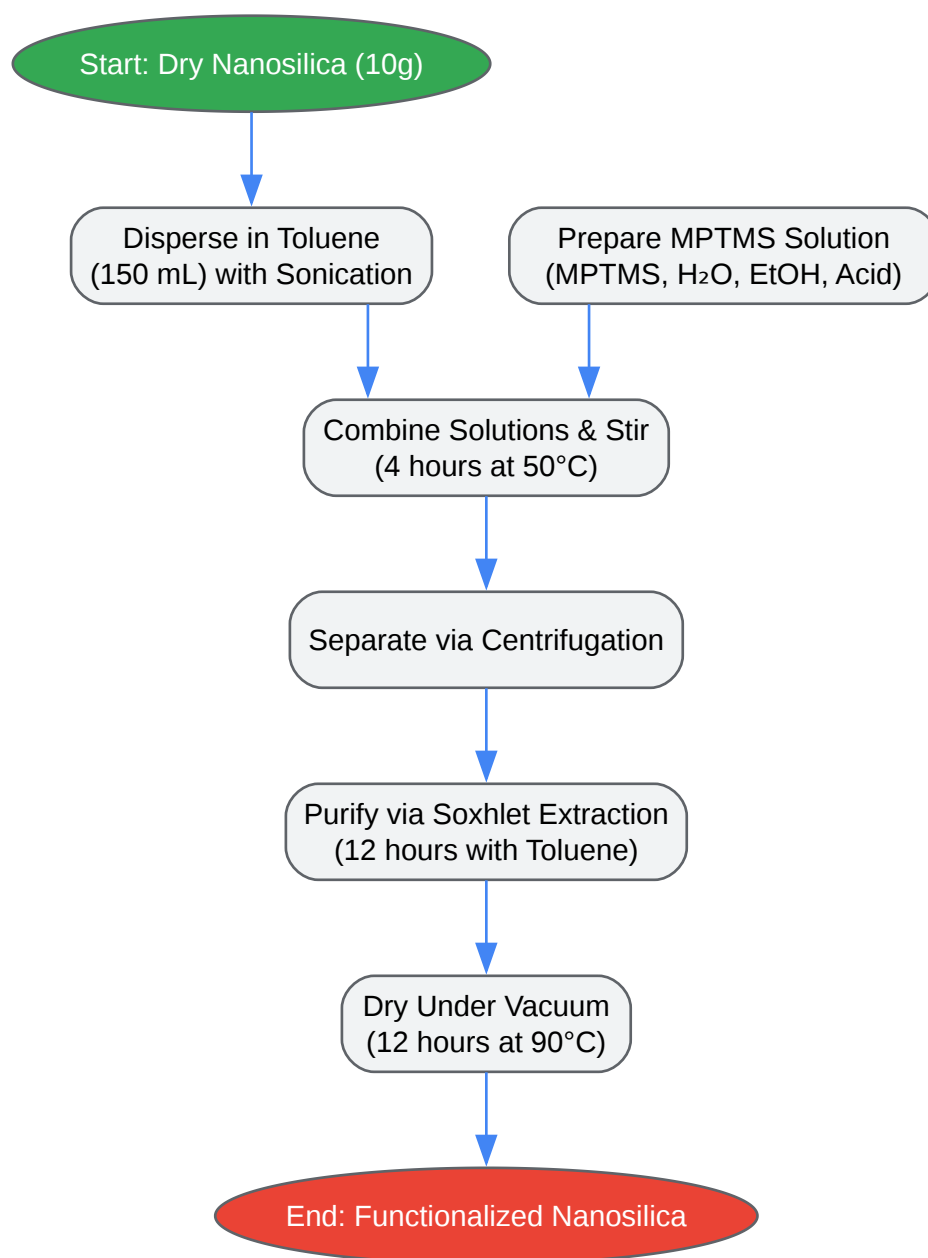 Start: Dry Nanosilica (10g)
Disperse in Toluene
(150 mL) with Sonication
Prepare MPTMS Solution
(MPTMS, H₂O, EtOH, Acid)
Combine Solutions & Stir
(4 hours at 50°C)
Separate via Centrifugation
Purify via Soxhlet Extraction
(12 hours with Toluene)
Dry Under Vacuum
(12 hours at 90°C)
End: Functionalized Nanosilica